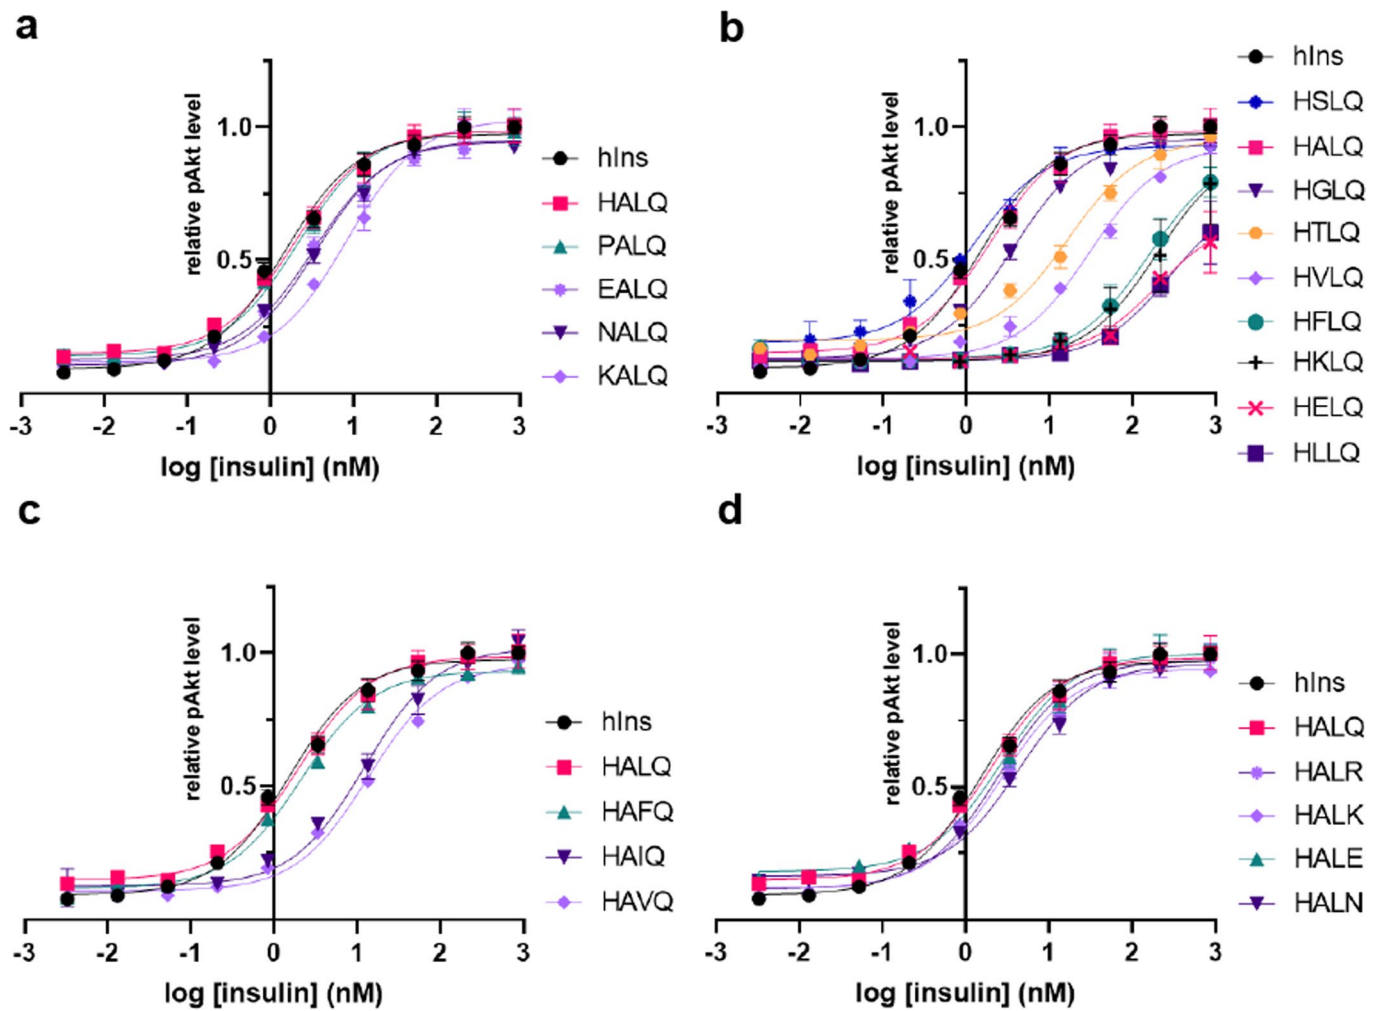 a
relative pAkt level
1.0
0.5
-3 -2 -1 0 1 2 3
log [insulin] (nM)
hIns
HALQ
PALQ
EALQ
NALQ
KALQ
b
relative pAkt level
1.0
0.5
-3 -2 -1 0 1 2 3
log [insulin] (nM)
hIns
HSLQ
HALQ
HGLQ
HTLQ
HVLQ
HFLQ
HKLQ
HELQ
HLLQ
c
relative pAkt level
1.0
0.5
-3 -2 -1 0 1 2 3
log [insulin] (nM)
hIns
HALQ
HAFQ
HAIQ
HAVQ
d
relative pAkt level
1.0
0.5
-3 -2 -1 0 1 2 3
log [insulin] (nM)
hIns
HALQ
HALR
HALK
HALE
HALN